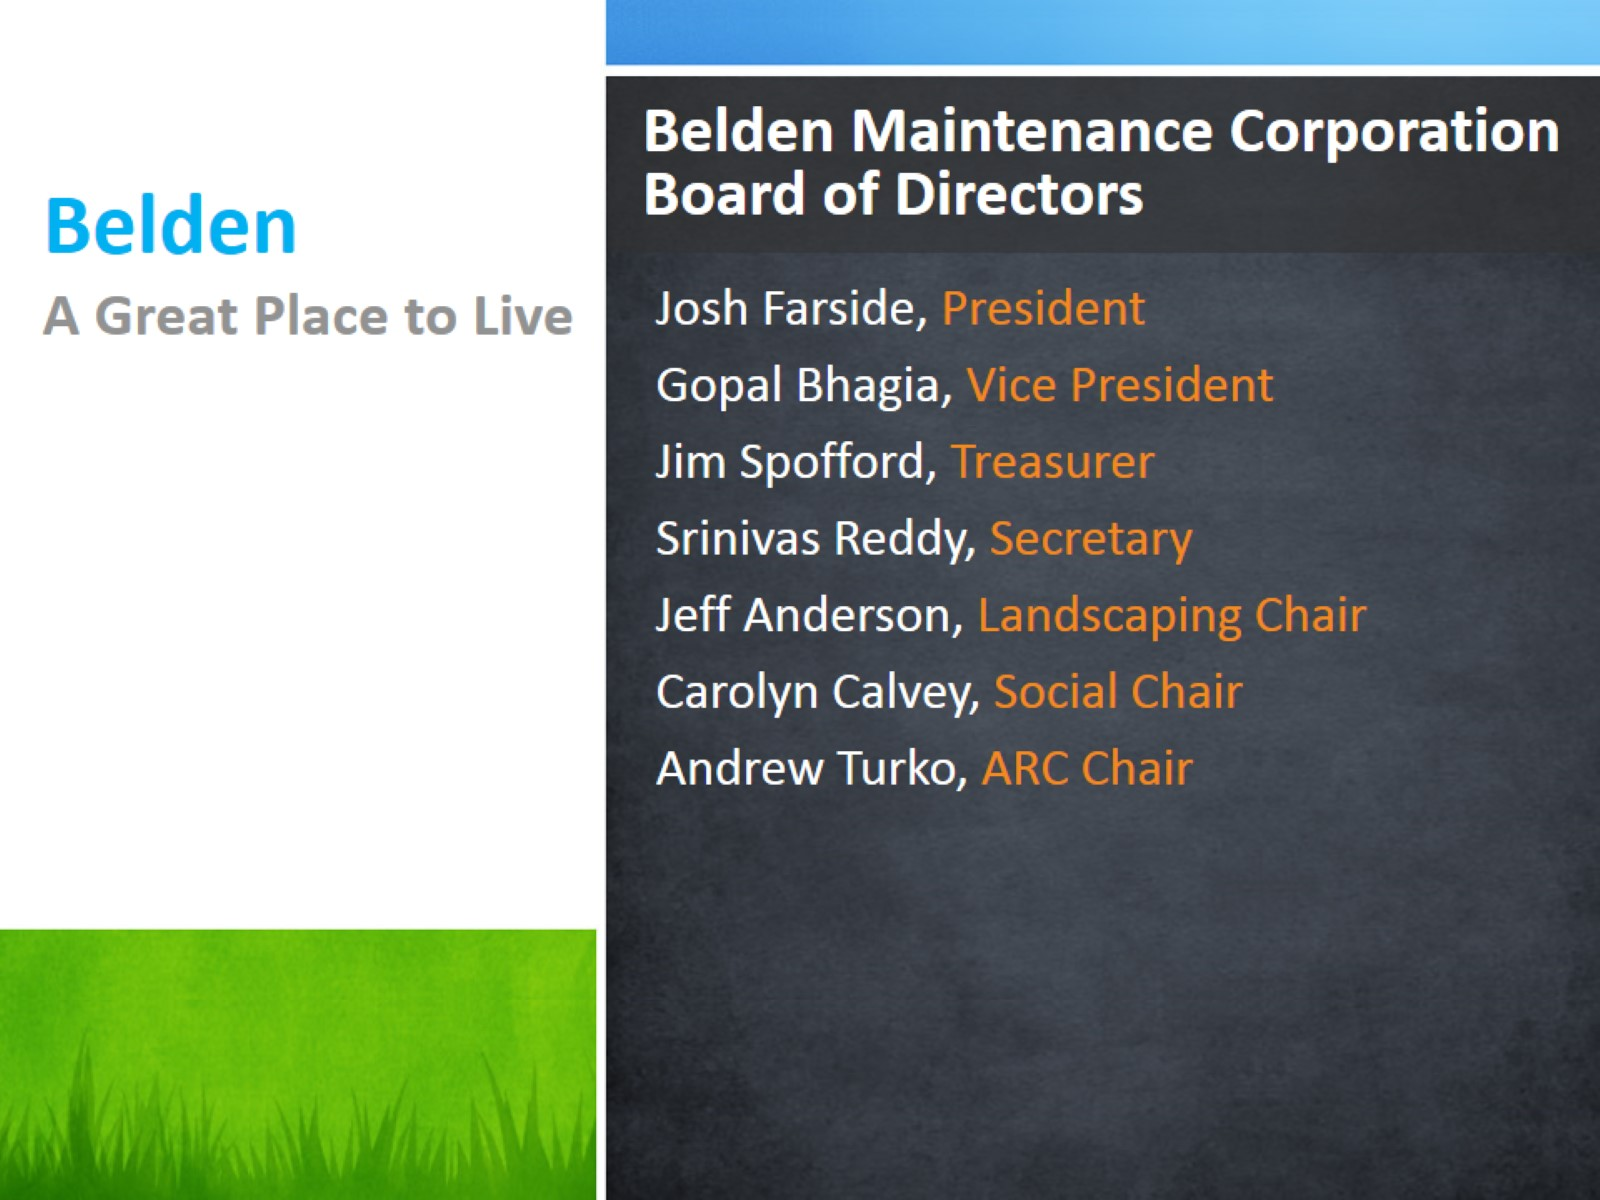 Belden
A Great Place to Live
Belden Maintenance Corporation
Board of Directors
Josh Farside, President
Gopal Bhagia, Vice President
Jim Spofford, Treasurer
Srinivas Reddy, Secretary
Jeff Anderson, Landscaping Chair
Carolyn Calvey, Social Chair
Andrew Turko, ARC Chair